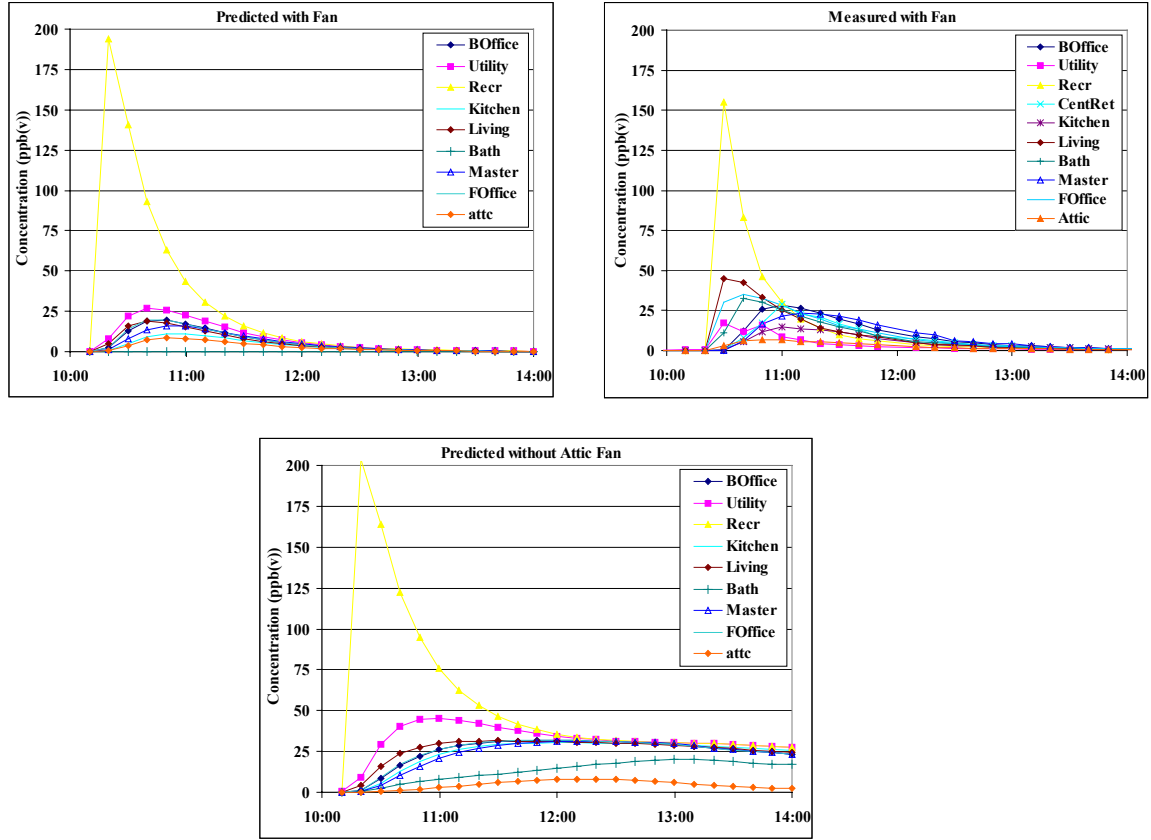 Predicted with Fan
200
175
150
125
100
75
50
25
0
Concentration (ppb(v))
10:00 11:00 12:00 13:00 14:00
BOffice
Utility
Recr
Kitchen
Living
Bath
Master
FOffice
attc
Measured with Fan
200
175
150
125
100
75
50
25
0
Concentration (ppb(v))
10:00 11:00 12:00 13:00 14:00
BOffice
Utility
Recr
CentRet
Kitchen
Living
Bath
Master
FOffice
Attic
Predicted without Attic Fan
200
175
150
125
100
75
50
25
0
Concentration (ppb(v))
10:00 11:00 12:00 13:00 14:00
BOffice
Utility
Recr
Kitchen
Living
Bath
Master
FOffice
attc